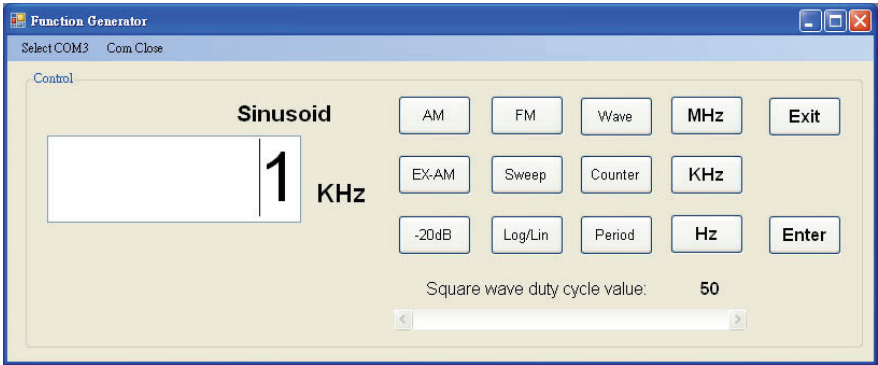 Function Generator
Select COM3 Com Close
Control
Sinusoid
1
KHz
AM FM Wave MHz Exit
EX-AM Sweep Counter KHz
-20dB Log/Lin Period Hz Enter
Square wave duty cycle value: 50